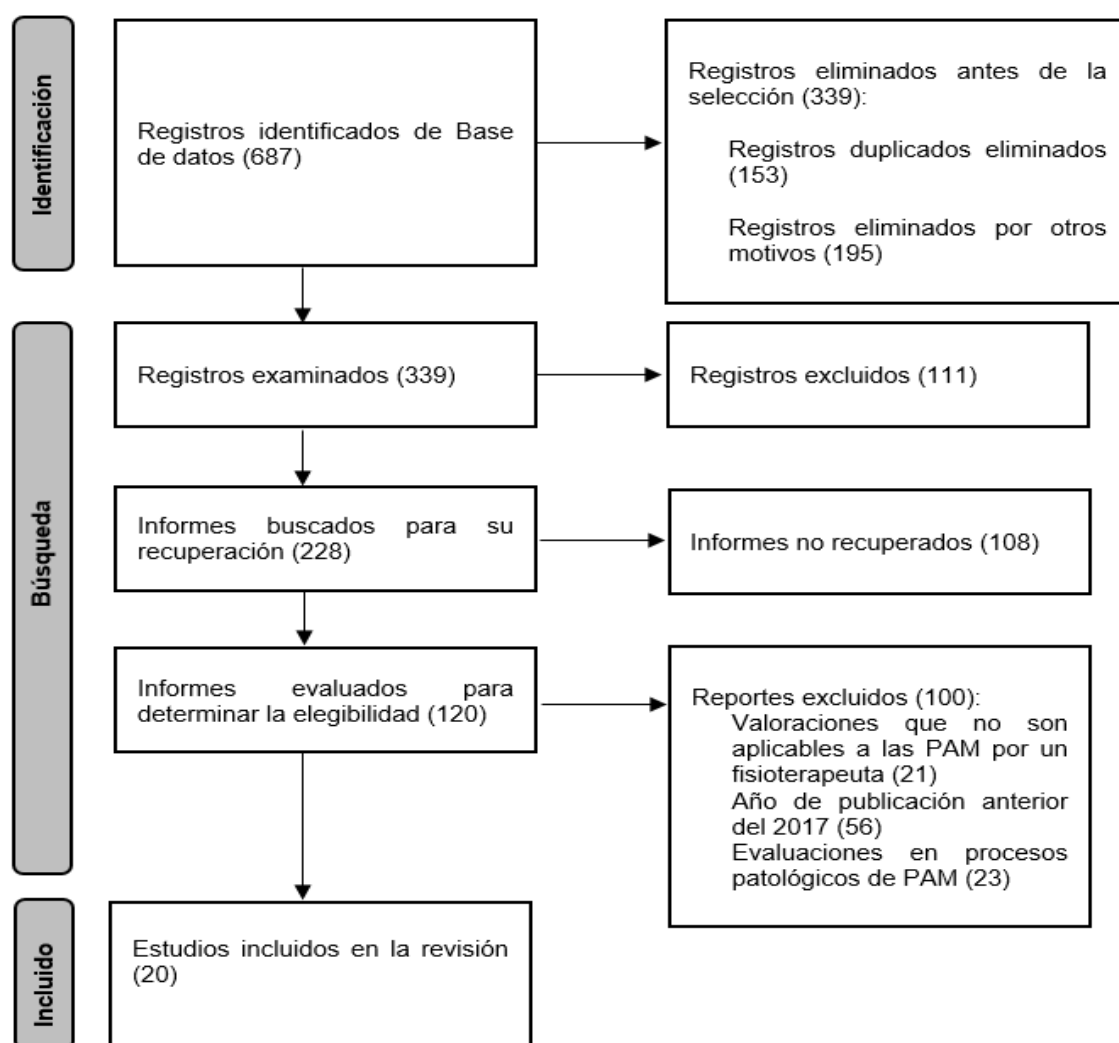 Identificación
Registros identificados de Base
de datos (687)
Registros eliminados antes de la
selección (339):
Registros duplicados eliminados
(153)
Registros eliminados por otros
motivos (195)
Búsqueda
Registros examinados (339)
Registros excluidos (111)
Informes buscados para su
recuperación (228)
Informes no recuperados (108)
Informes evaluados para
determinar la elegibilidad (120)
Reportes excluidos (100):
Valoraciones que no son
aplicables a las PAM por un
fisioterapeuta (21)
Año de publicación anterior
del 2017 (56)
Evaluaciones en procesos
patológicos de PAM (23)
Incluido
Estudios incluidos en la revisión
(20)